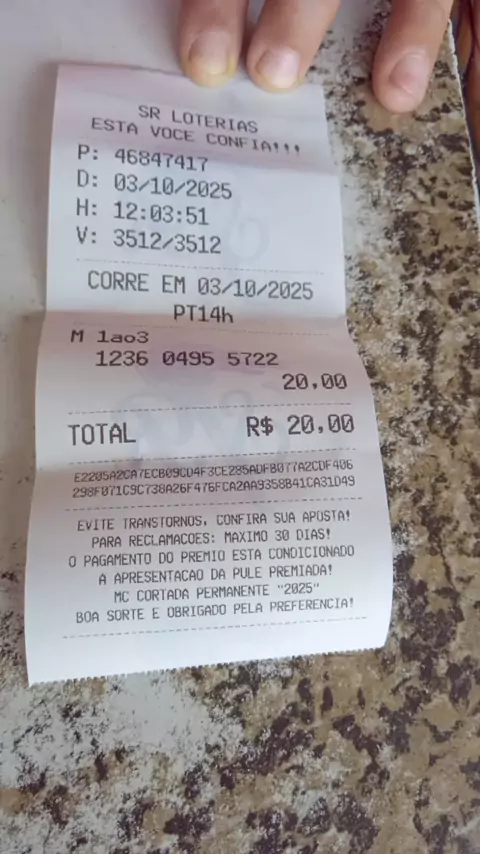 SR LOTERIAS
ESTA VOCE CONFIA!!!
P: 46847417
D: 03/10/2025
H: 12:03:51
V: 3512/3512
CORRE EM 03/10/2025
PT14h
M 1ao3
1236 0495 5722
20,00
TOTAL R$ 20,00
E2205A2CA7ECB09CD4F3CE285ADFB077A2CDF406
298F071C9C738A26F476FCA2AA9358B41CA31D49
EVITE TRANSTORNOS, CONFIRA SUA APOSTA!
PARA RECLAMACOES: MAXIMO 30 DIAS!
O PAGAMENTO DO PREMIO ESTA CONDICIONADO
A APRESENTACAO DA PULE PREMIADA!
MC CORTADA PERMANENTE "2025"
BOA SORTE E OBRIGADO PELA PREFERENCIA!